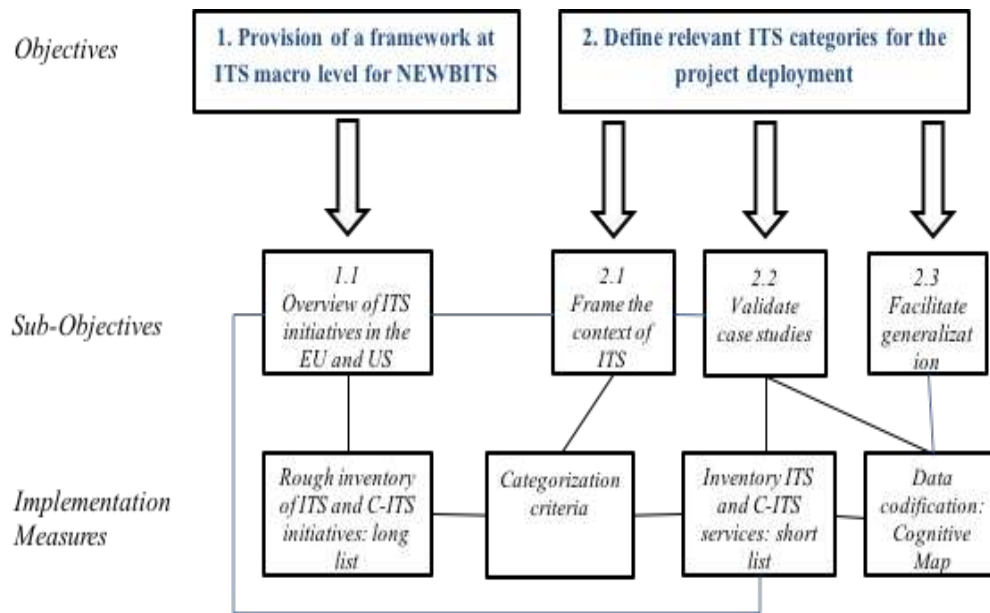 Objectives
1. Provision of a framework at
ITS macro level for NEWBITS
2. Define relevant ITS categories for the
project deployment
Sub-Objectives
1.1
Overview of ITS
initiatives in the
EU and US
2.1
Frame the
context of
ITS
2.2
Validate
case studies
2.3
Facilitate
generalizat
ion
Implementation
Measures
Rough inventory
of ITS and C-ITS
initiatives: long
list
Categorization
criteria
Inventory ITS
and C-ITS
services: short
list
Data
codification:
Cognitive
Map